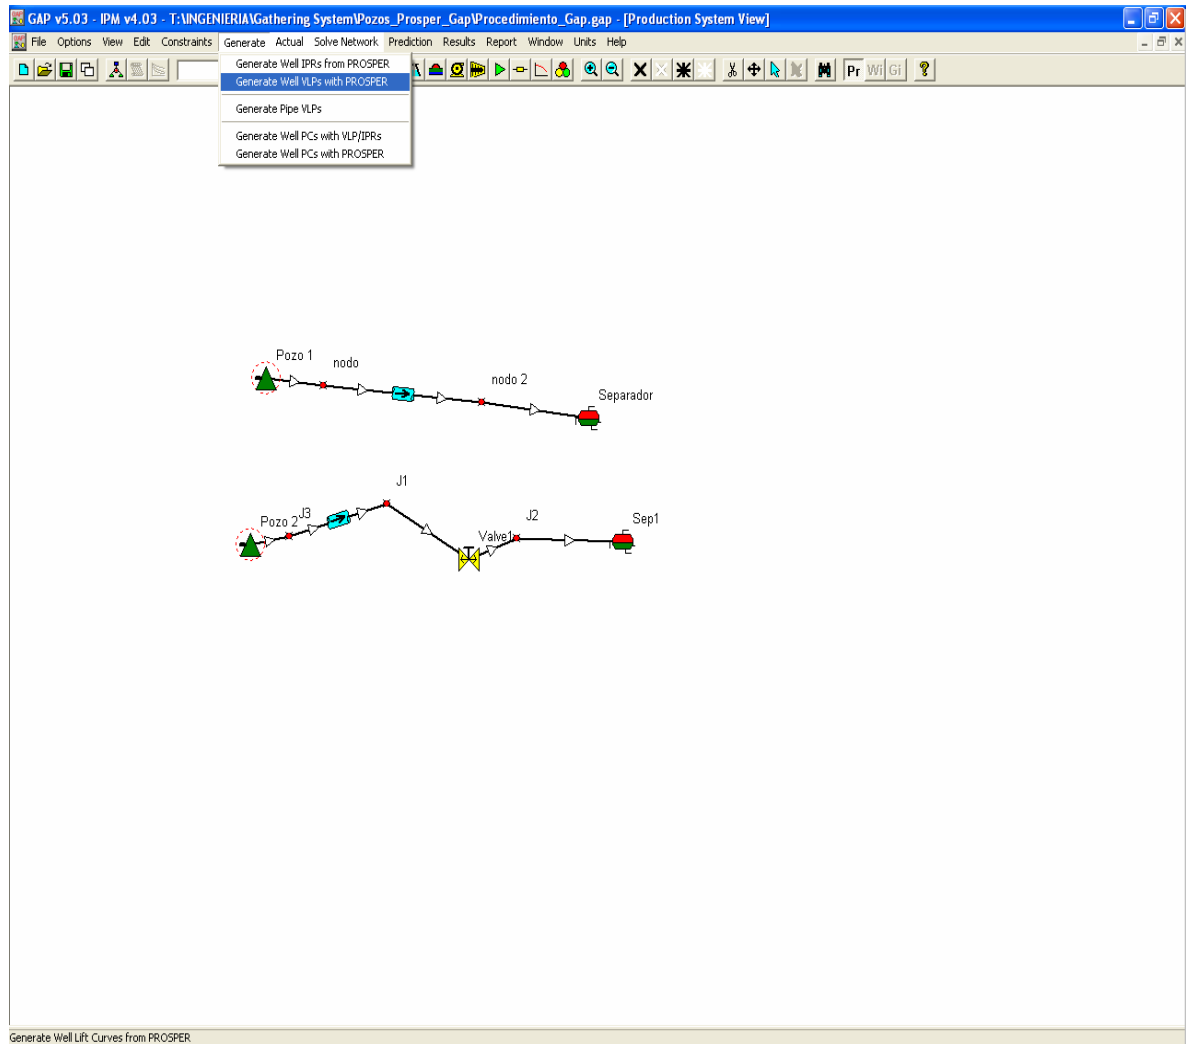 GAP v5.03 - IPM v4.03 - T:\INGENIERIA\Gathering System\Pozos_Prosper_Gap\Procedimiento_Gap.gap - [Production System View]
File Options View Edit Constraints Generate Actual Solve Network Prediction Results Report Window Units Help
Pr Wi Gi
Generate Well IPRs from PROSPER
Generate Well VLPs with PROSPER
Generate Pipe VLPs
Generate Well PCs with VLP/IPRs
Generate Well PCs with PROSPER
Pozo 1
nodo
nodo 2
Separador
J1
Pozo 2
J3
Valve1
J2
Sep1
Generate Well Lift Curves from PROSPER